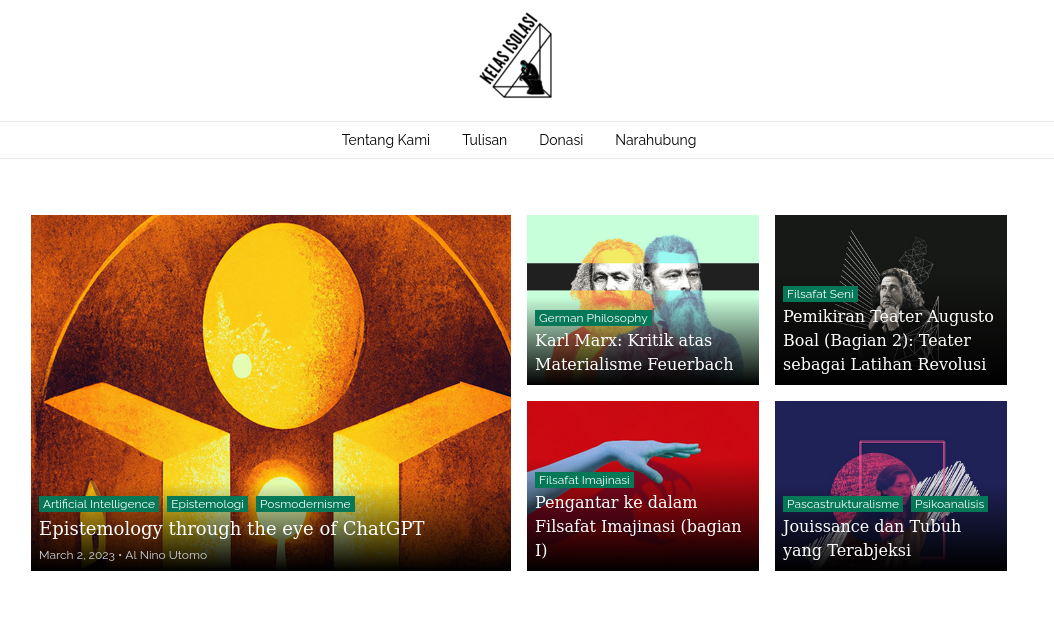 KELAS ISOLASI
Tentang Kami Tulisan Donasi Narahubung
Artificial Intelligence Epistemologi Posmodernisme
Epistemology through the eye of ChatGPT
March 2, 2023 • Al Nino Utomo
German Philosophy
Karl Marx: Kritik atas
Materialisme Feuerbach
Filsafat Seni
Pemikiran Teater Augusto
Boal (Bagian 2): Teater
sebagai Latihan Revolusi
Filsafat Imajinasi
Pengantar ke dalam
Filsafat Imajinasi (bagian
I)
Pascastrukturalisme Psikoanalisis
Jouissance dan Tubuh
yang Terabjeksi